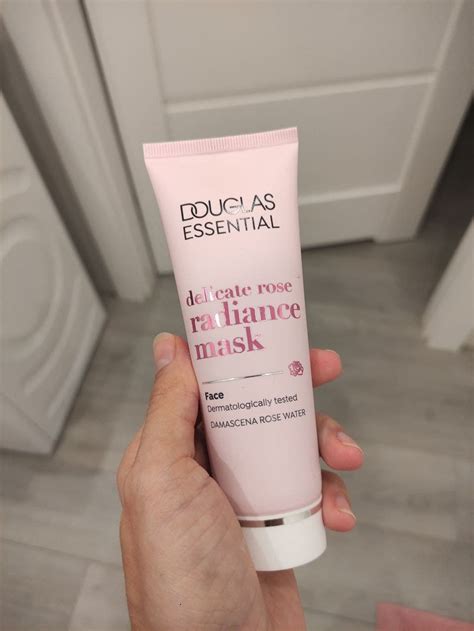 DOUGLAS
ESSENTIAL
delicate rose
radiance
mask
Face
Dermatologically tested
DAMASCENA ROSE WATER